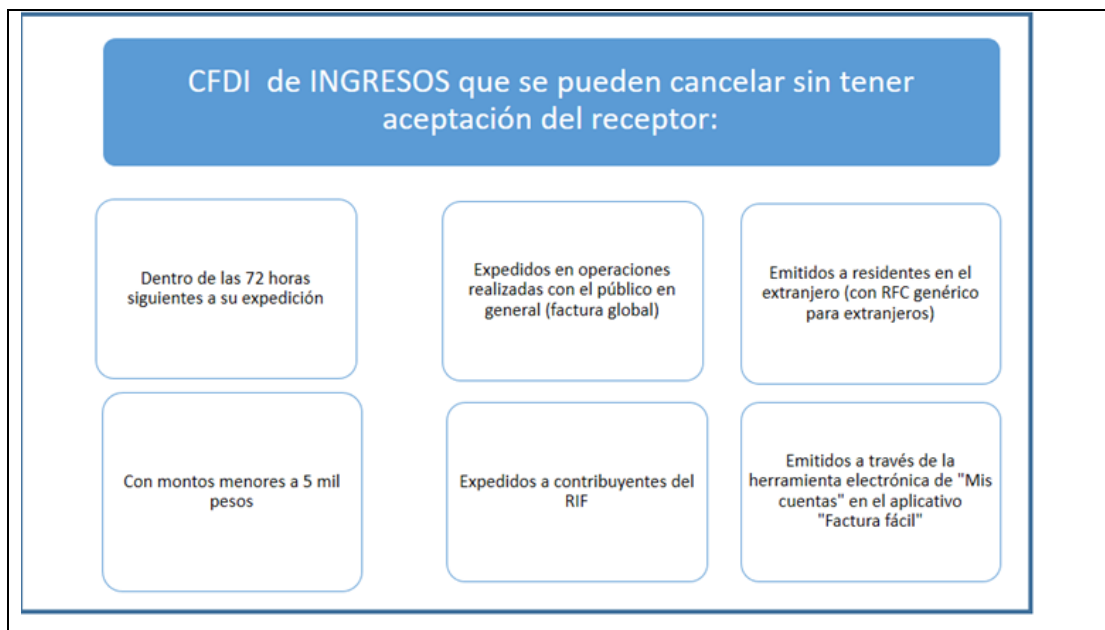 CFDI de INGRESOS que se pueden cancelar sin tener
aceptación del receptor:
Dentro de las 72 horas
siguientes a su expedición
Expedidos en operaciones
realizadas con el público en
general (factura global)
Emitidos a residentes en el
extranjero (con RFC genérico
para extranjeros)
Con montos menores a 5 mil
pesos
Expedidos a contribuyentes del
RIF
Emitidos a través de la
herramienta electrónica de "Mis
cuentas" en el aplicativo
"Factura fácil"